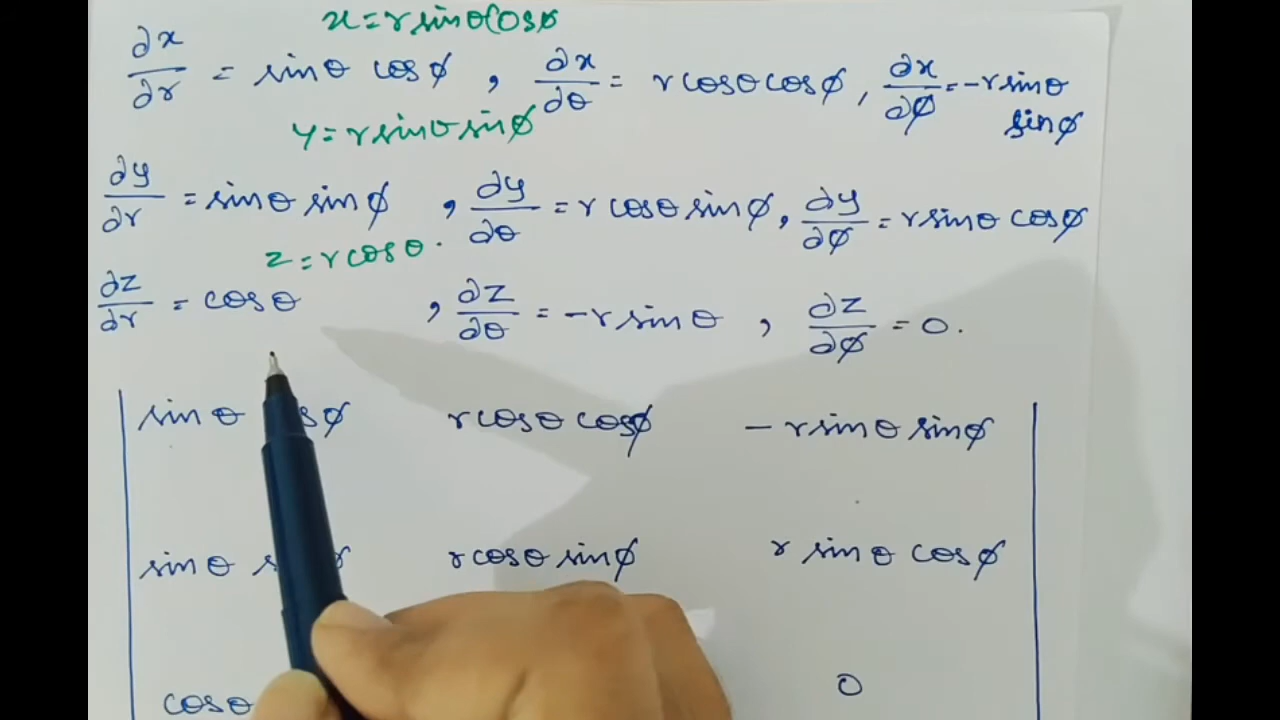 x = r sinθ cosϕ
∂x/∂r = sinθ cosϕ , ∂x/∂θ = r cosθ cosϕ , ∂x/∂ϕ = -r sinθ
sinϕ
y = r sinθ sinϕ
∂y/∂r = sinθ sinϕ , ∂y/∂θ = r cosθ sinϕ , ∂y/∂ϕ = r sinθ cosϕ
z = r cosθ .
∂z/∂r = cosθ , ∂z/∂θ = -r sinθ , ∂z/∂ϕ = 0 .
| sinθ ϕ r cosθ cosϕ - r sinθ sinϕ |
sinθ r cosθ sinϕ r sinθ cosϕ
cosθ 0